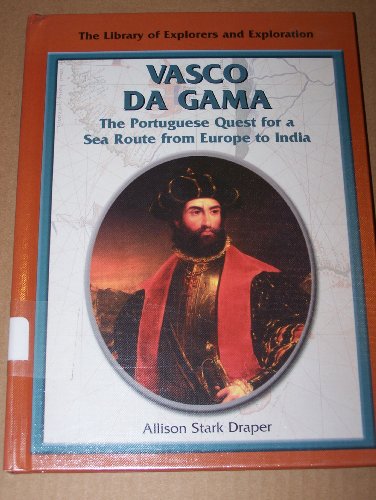 The Library of Explorers and Exploration
VASCO
DA GAMA
The Portuguese Quest for a
Sea Route from Europe to India
Allison Stark Draper